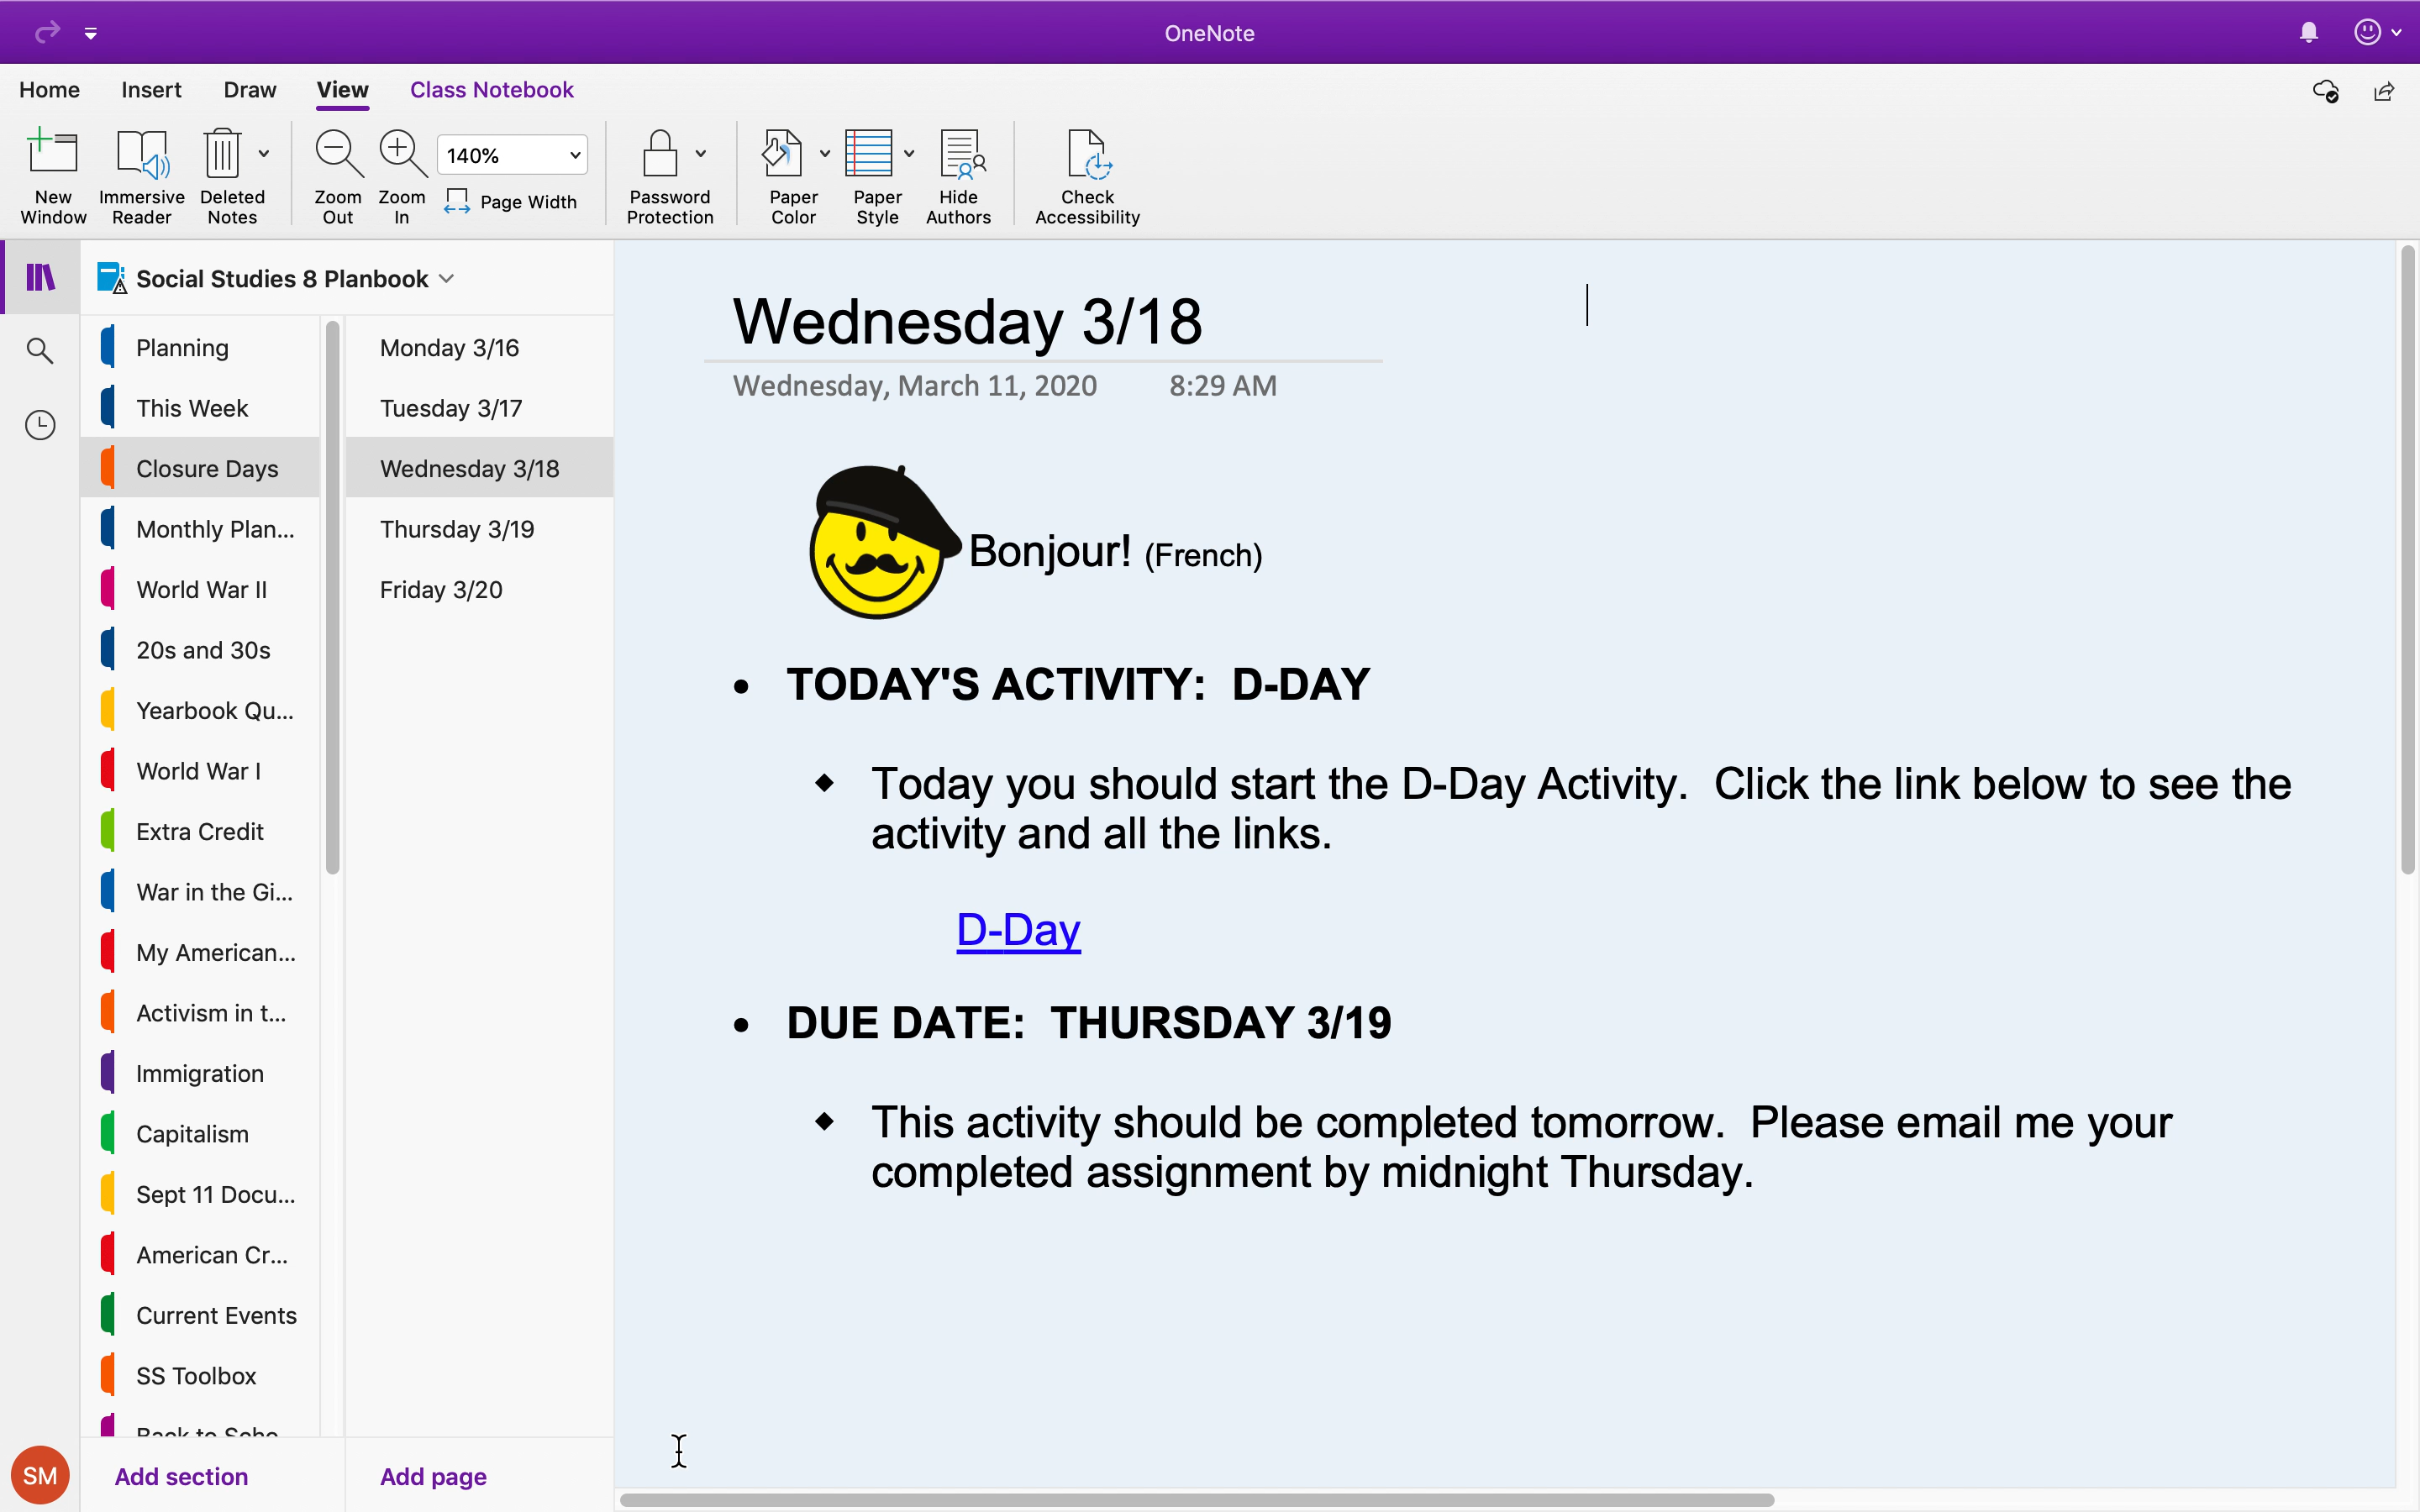 OneNote
Home Insert Draw View Class Notebook
New Window
Immersive Reader
Deleted Notes
Zoom Out
Zoom In
140%
Page Width
Password Protection
Paper Color
Paper Style
Hide Authors
Check Accessibility
Social Studies 8 Planbook
Planning
This Week
Closure Days
Monthly Plan...
World War II
20s and 30s
Yearbook Qu...
World War I
Extra Credit
War in the Gi...
My American...
Activism in t...
Immigration
Capitalism
Sept 11 Docu...
American Cr...
Current Events
SS Toolbox
Add section
SM
Monday 3/16
Tuesday 3/17
Wednesday 3/18
Thursday 3/19
Friday 3/20
Add page
Wednesday 3/18
Wednesday, March 11, 2020 8:29 AM
Bonjour! (French)
• TODAY'S ACTIVITY: D-DAY
◆ Today you should start the D-Day Activity. Click the link below to see the
activity and all the links.
D-Day
• DUE DATE: THURSDAY 3/19
◆ This activity should be completed tomorrow. Please email me your
completed assignment by midnight Thursday.